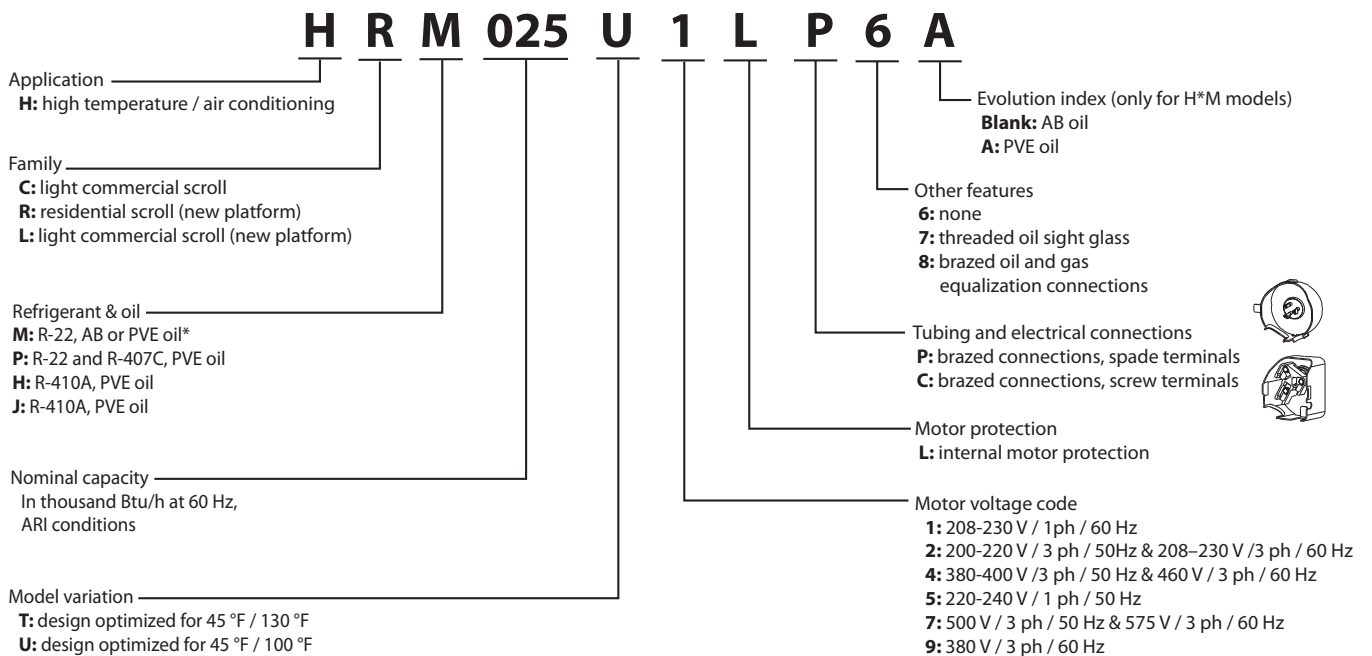 H R M 025 U 1 L P 6 A
Application
H: high temperature / air conditioning
Family
C: light commercial scroll
R: residential scroll (new platform)
L: light commercial scroll (new platform)
Refrigerant & oil
M: R-22, AB or PVE oil*
P: R-22 and R-407C, PVE oil
H: R-410A, PVE oil
J: R-410A, PVE oil
Nominal capacity
In thousand Btu/h at 60 Hz,
ARI conditions
Model variation
T: design optimized for 45 °F / 130 °F
U: design optimized for 45 °F / 100 °F
Evolution index (only for H*M models)
Blank: AB oil
A: PVE oil
Other features
6: none
7: threaded oil sight glass
8: brazed oil and gas
equalization connections
Tubing and electrical connections
P: brazed connections, spade terminals
C: brazed connections, screw terminals
Motor protection
L: internal motor protection
Motor voltage code
1: 208-230 V / 1ph / 60 Hz
2: 200-220 V / 3 ph / 50Hz & 208–230 V /3 ph / 60 Hz
4: 380-400 V /3 ph / 50 Hz & 460 V / 3 ph / 60 Hz
5: 220-240 V / 1 ph / 50 Hz
7: 500 V / 3 ph / 50 Hz & 575 V / 3 ph / 60 Hz
9: 380 V / 3 ph / 60 Hz